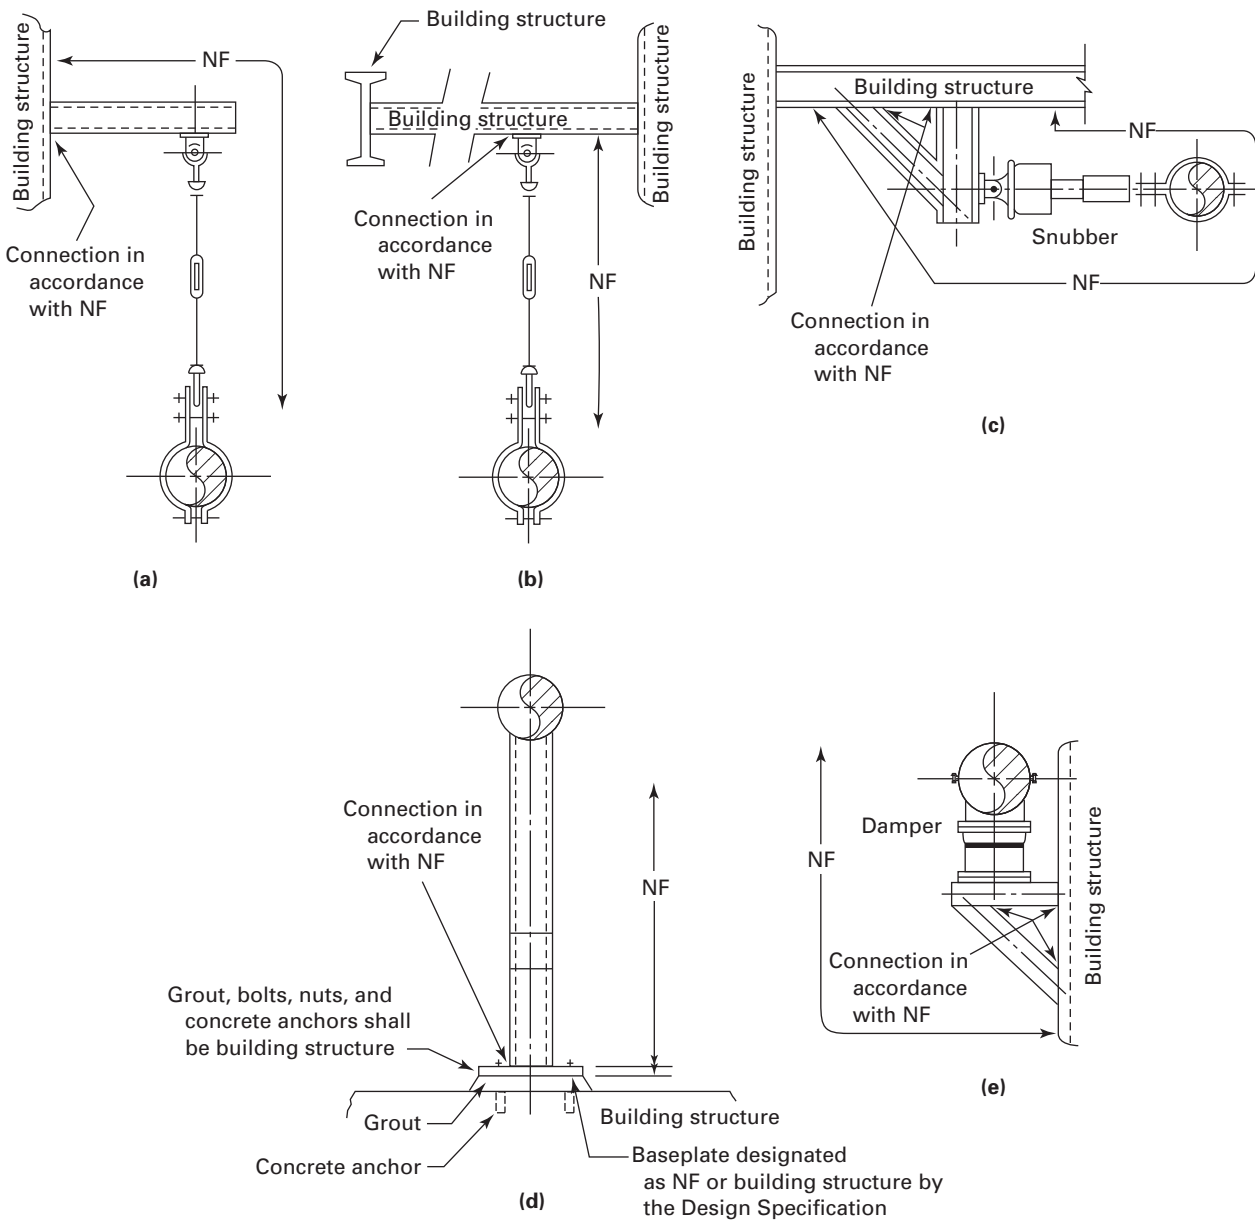 Building structure
NF
Connection in
accordance
with NF
(a)
Building structure
Building structure
Building structure
Connection in
accordance
with NF
NF
(b)
Building structure
Building structure
NF
Snubber
NF
Connection in
accordance
with NF
(c)
Connection in
accordance
with NF
NF
Grout, bolts, nuts, and
concrete anchors shall
be building structure
Grout
Concrete anchor
Building structure
Baseplate designated
as NF or building structure by
the Design Specification
(d)
Damper
NF
Building structure
Connection in
accordance
with NF
(e)